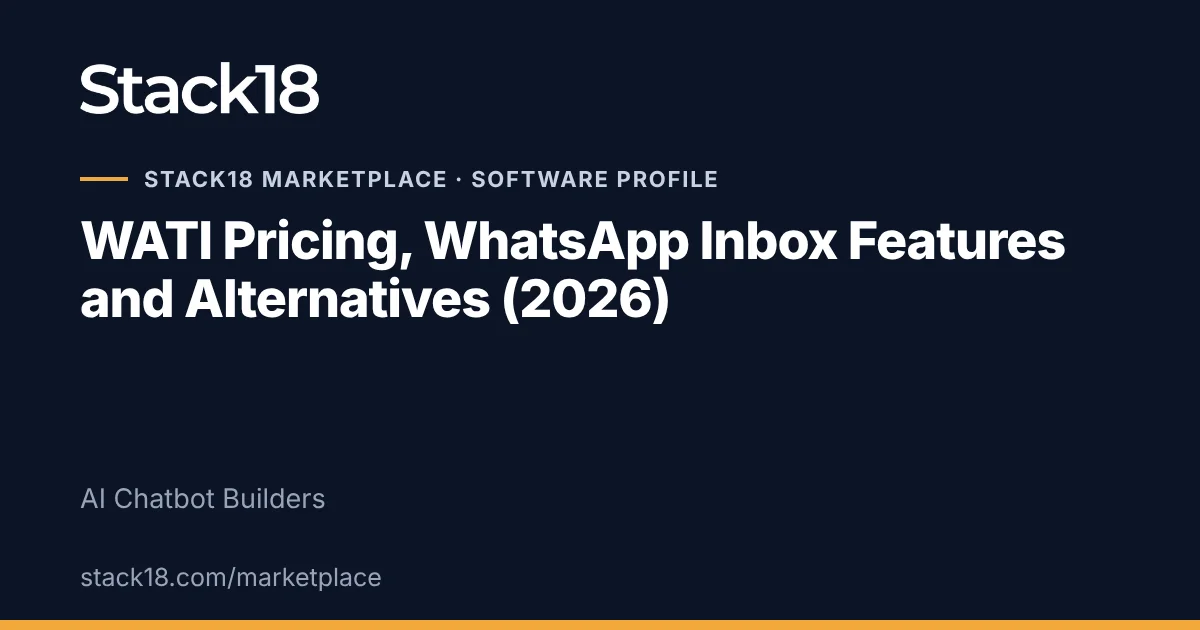 Stack18
STACK18 MARKETPLACE · SOFTWARE PROFILE
WATI Pricing, WhatsApp Inbox Features
and Alternatives (2026)
AI Chatbot Builders
stack18.com/marketplace